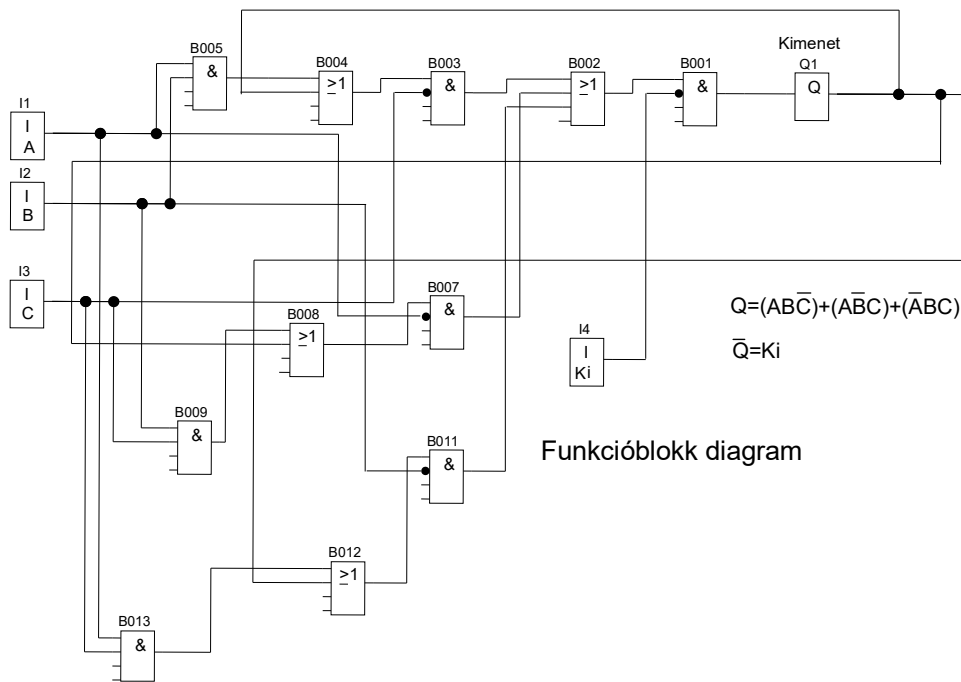 Kimenet
B005
B004
B003
B002
B001
Q1
&
>1
&
>1
&
Q
I1
I
A
I2
I
B
I3
I
C
B007
&
B008
>1
Q=(ABC̅)+(AB̅C)+(A̅BC)
I4
I
Ki
Q̅=Ki
B009
&
B011
&
Funkcióblokk diagram
B012
>1
B013
&